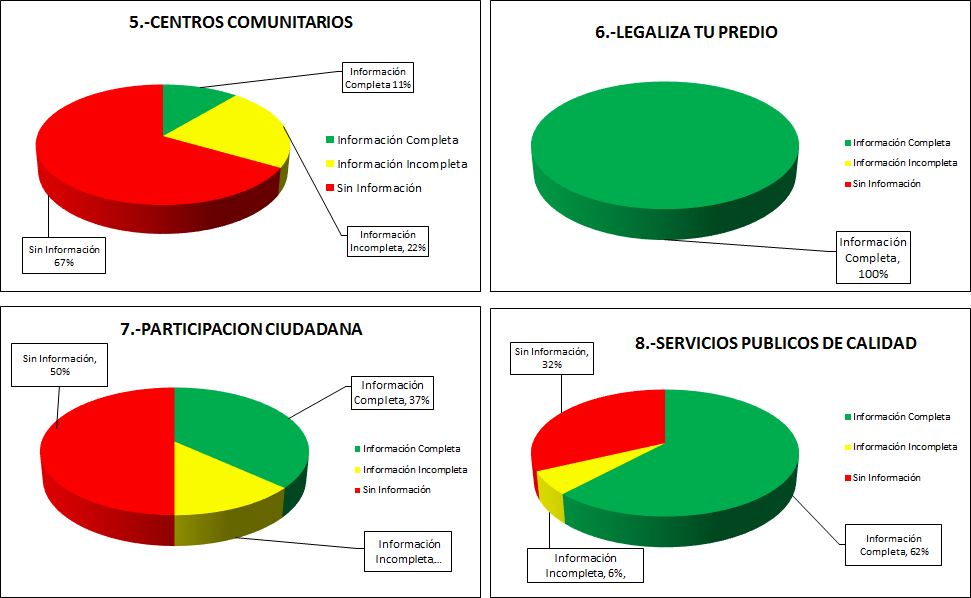 5.-CENTROS COMUNITARIOS
Información
Completa 11%
Información Completa
Información Incompleta
Sin Información
Información
Incompleta, 22%
Sin Información
67%
6.-LEGALIZA TU PREDIO
Información Completa
Información Incompleta
Sin Información
Información
Completa,
100%
7.-PARTICIPACION CIUDADANA
Sin Información,
50%
Información
Completa, 37%
Información Completa
Información Incompleta
Sin Información
Información
Incompleta,...
8.-SERVICIOS PUBLICOS DE CALIDAD
Sin Información,
32%
Información Completa
Información Incompleta
Sin Información
Información
Completa, 62%
Información
Incompleta, 6%,